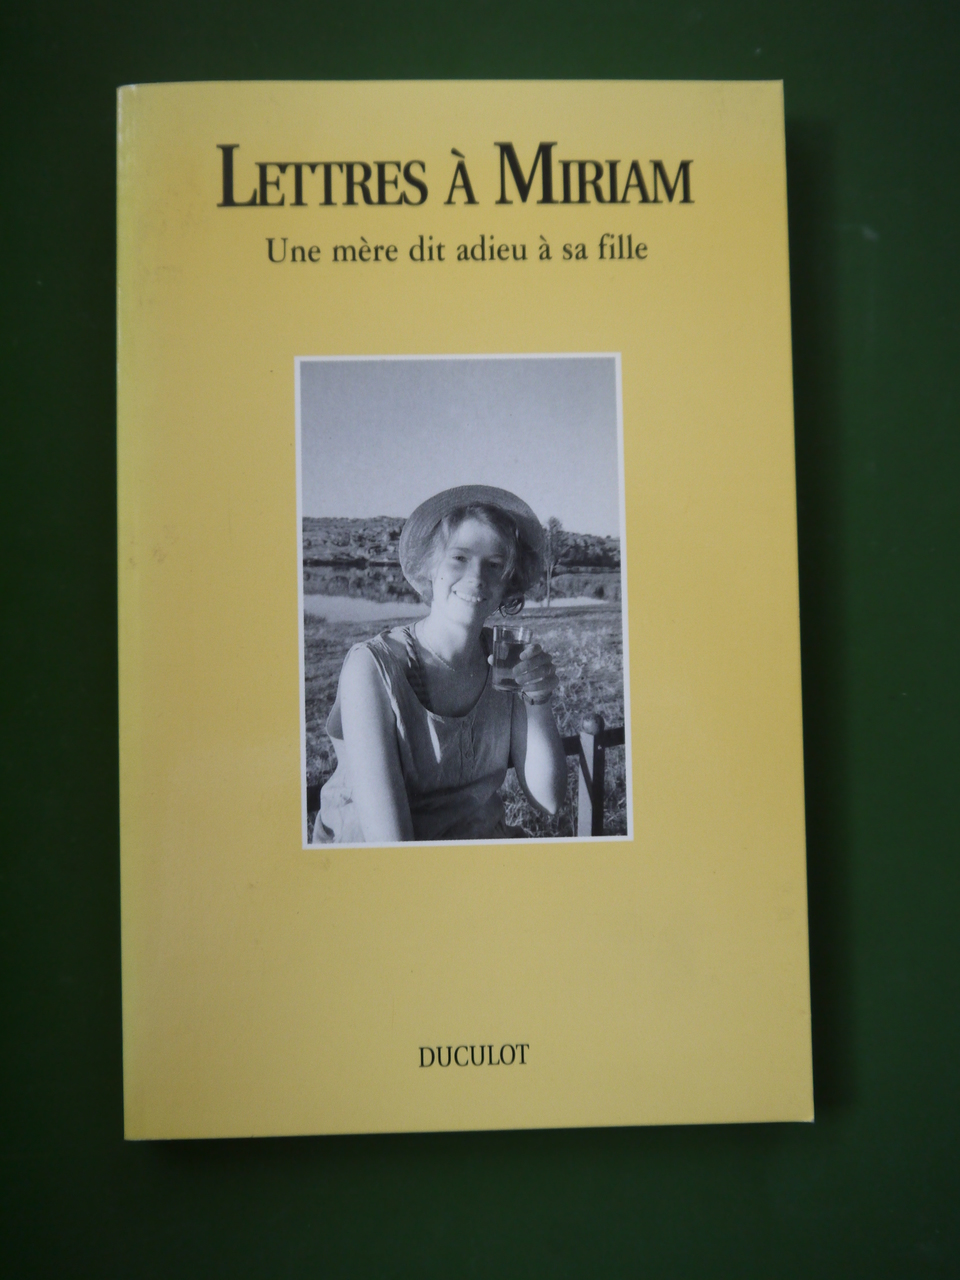 LETTRES À MIRIAM
Une mère dit adieu à sa fille
DUCULOT